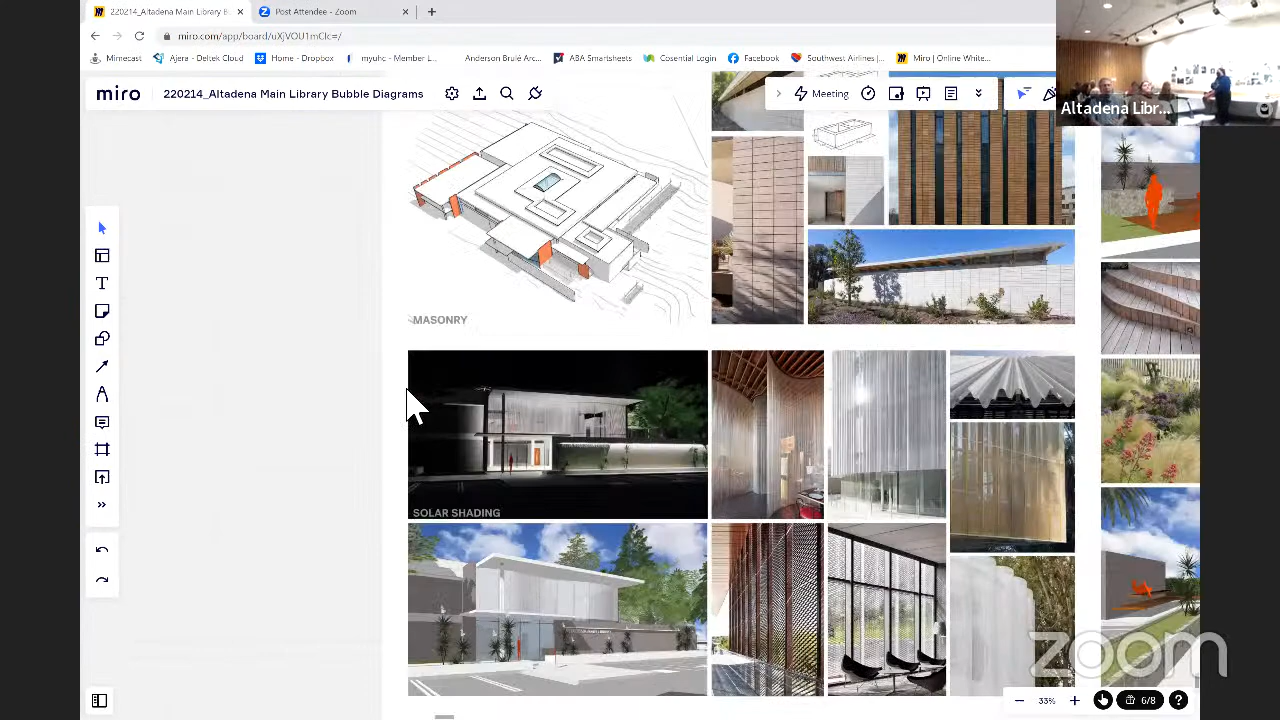 220214_Altadena Main Library B...
Post Attendee - Zoom
miro.com/app/board/uXjVOU1mCIc=/
Mimecast
Ajera - Deltek Cloud
Home - Dropbox
myuhc - Member L...
Anderson Brulé Arc...
ABA Smartsheets
Cosential Login
Facebook
Southwest Airlines |...
Miro | Online White...
miro
220214_Altadena Main Library Bubble Diagrams
Meeting
Altadena Libr...
MASONRY
SOLAR SHADING
zoom
33%
6/8
?